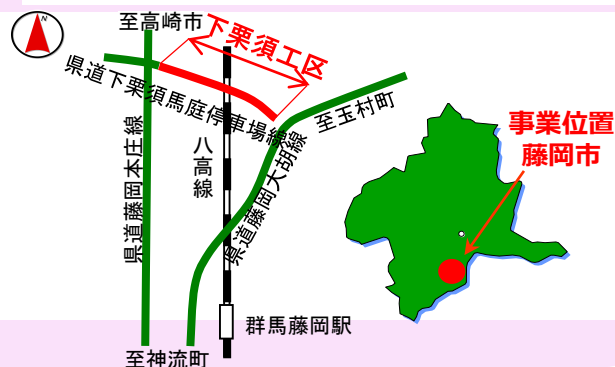 N
至高崎市
下栗須工区
県道下栗須馬庭停車場線
至玉村町
県道藤岡本庄線
八高線
県道藤岡大胡線
事業位置
藤岡市
群馬藤岡駅
至神流町